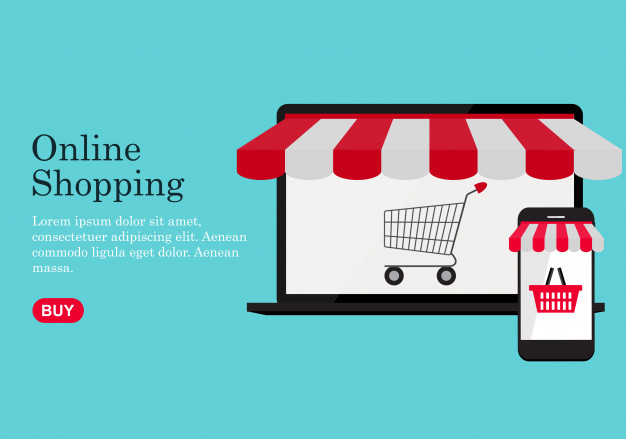 Online
Shopping
Lorem ipsum dolor sit amet,
consectetuer adipiscing elit. Aenean
commodo ligula eget dolor. Aenean
massa.
BUY